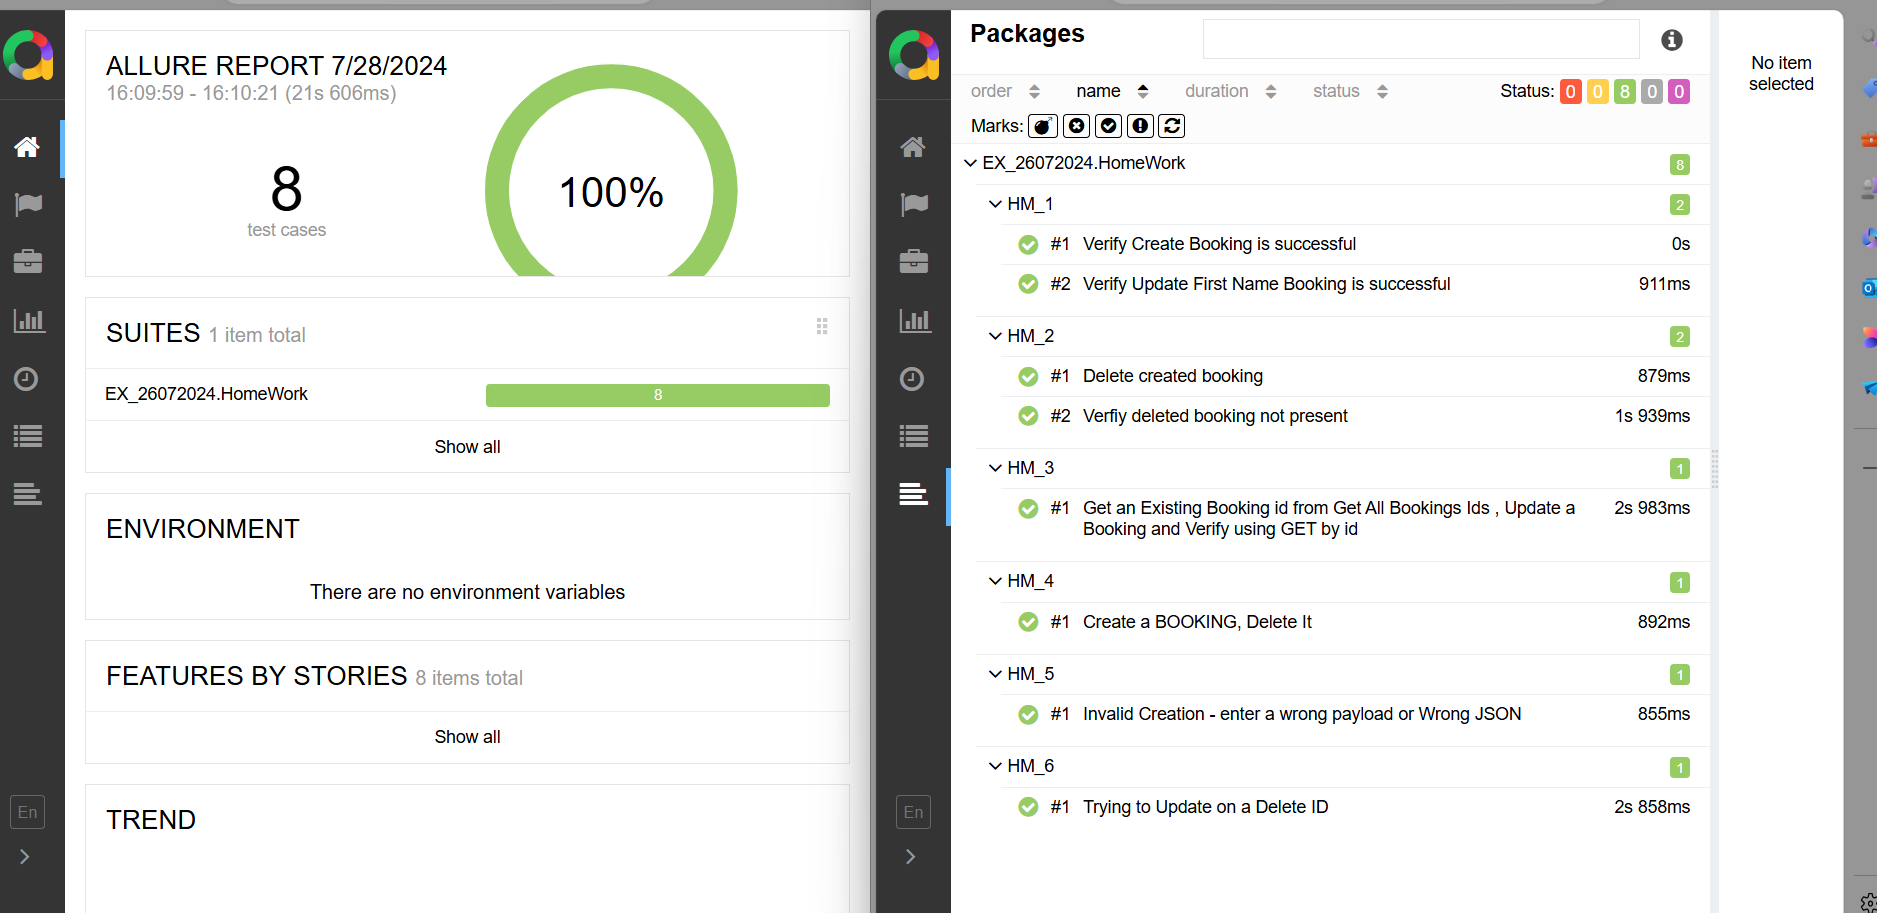 ALLURE REPORT 7/28/2024
16:09:59 - 16:10:21 (21s 606ms)
8
test cases
100%
SUITES 1 item total
EX_26072024.HomeWork 8
Show all
ENVIRONMENT
There are no environment variables
FEATURES BY STORIES 8 items total
Show all
TREND
En
Packages
order name duration status Status: 0 0 8 0 0
Marks:
EX_26072024.HomeWork 8
HM_1 2
#1 Verify Create Booking is successful 0s
#2 Verify Update First Name Booking is successful 911ms
HM_2 2
#1 Delete created booking 879ms
#2 Verfiy deleted booking not present 1s 939ms
HM_3 1
#1 Get an Existing Booking id from Get All Bookings Ids , Update a 2s 983ms
Booking and Verify using GET by id
HM_4 1
#1 Create a BOOKING, Delete It 892ms
HM_5 1
#1 Invalid Creation - enter a wrong payload or Wrong JSON 855ms
HM_6 1
#1 Trying to Update on a Delete ID 2s 858ms
En
No item
selected